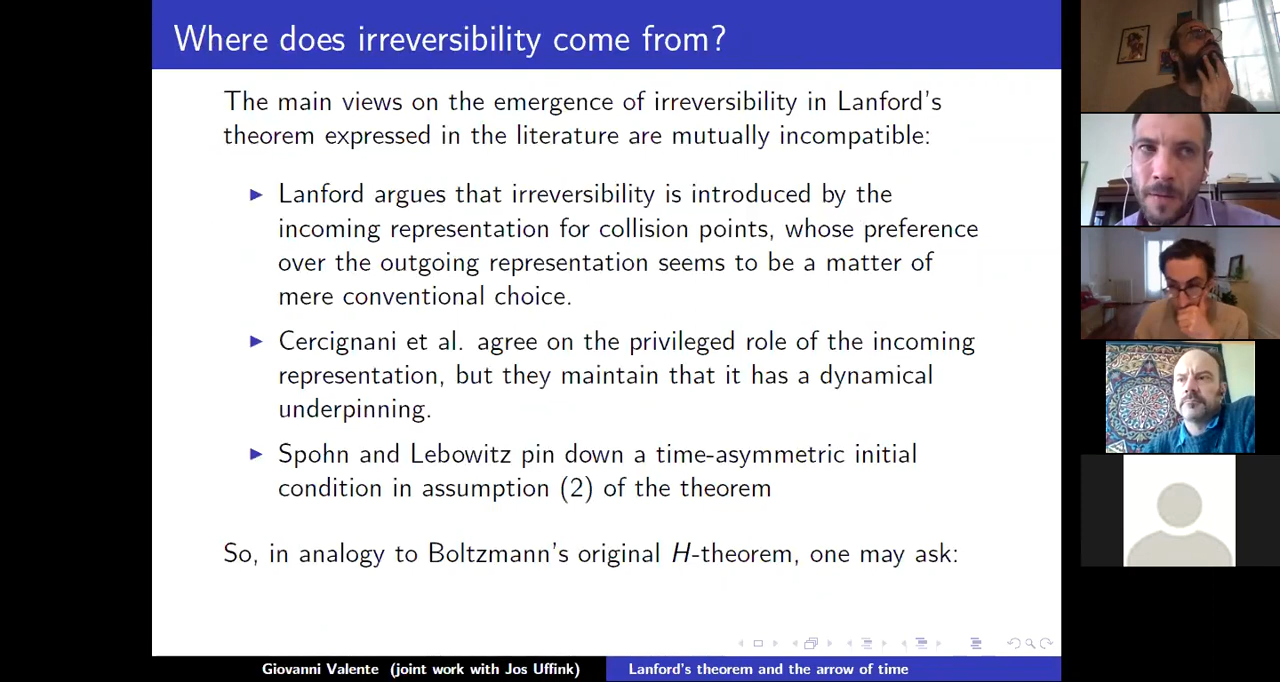 Where does irreversibility come from?
The main views on the emergence of irreversibility in Lanford's
theorem expressed in the literature are mutually incompatible:
Lanford argues that irreversibility is introduced by the
incoming representation for collision points, whose preference
over the outgoing representation seems to be a matter of
mere conventional choice.
Cercignani et al. agree on the privileged role of the incoming
representation, but they maintain that it has a dynamical
underpinning.
Spohn and Lebowitz pin down a time-asymmetric initial
condition in assumption (2) of the theorem
So, in analogy to Boltzmann's original H-theorem, one may ask:
Giovanni Valente (joint work with Jos Uffink)
Lanford's theorem and the arrow of time